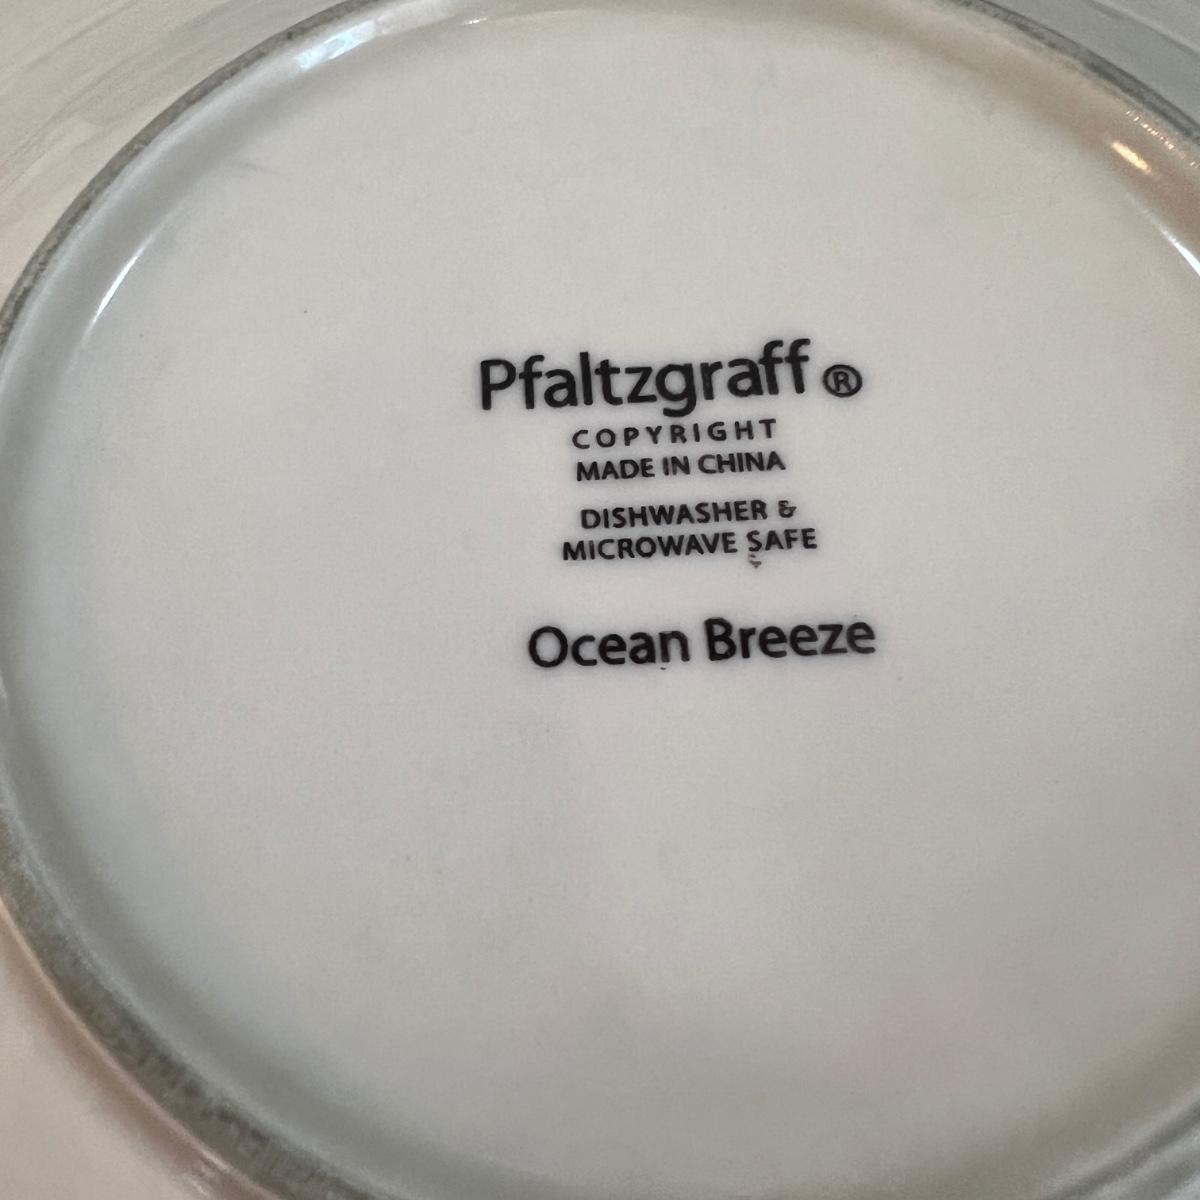 Pfaltzgraff ®
COPYRIGHT
MADE IN CHINA
DISHWASHER &
MICROWAVE SAFE
Ocean Breeze